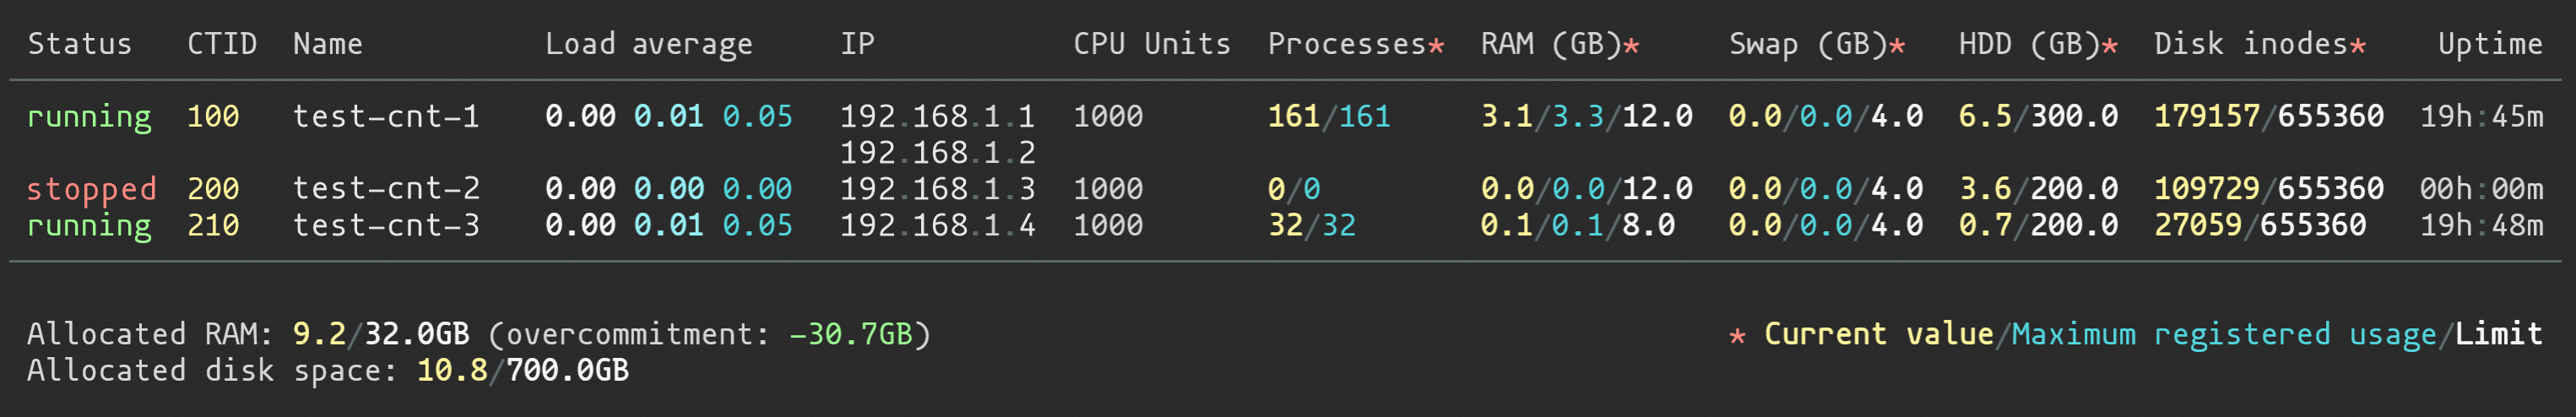 Status CTID Name Load average IP CPU Units Processes* RAM (GB)* Swap (GB)* HDD (GB)* Disk inodes* Uptime
running 100 test-cnt-1 0.00 0.01 0.05 192.168.1.1 1000 161/161 3.1/3.3/12.0 0.0/0.0/4.0 6.5/300.0 179157/655360 19h:45m
192.168.1.2
stopped 200 test-cnt-2 0.00 0.00 0.00 192.168.1.3 1000 0/0 0.0/0.0/12.0 0.0/0.0/4.0 3.6/200.0 109729/655360 00h:00m
running 210 test-cnt-3 0.00 0.01 0.05 192.168.1.4 1000 32/32 0.1/0.1/8.0 0.0/0.0/4.0 0.7/200.0 27059/655360 19h:48m
Allocated RAM: 9.2/32.0GB (overcommitment: -30.7GB) * Current value/Maximum registered usage/Limit
Allocated disk space: 10.8/700.0GB